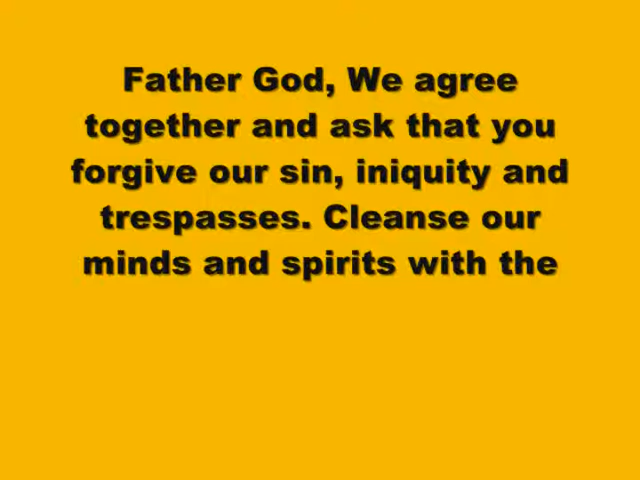 Father God, We agree
together and ask that you
forgive our sin, iniquity and
trespasses. Cleanse our
minds and spirits with the